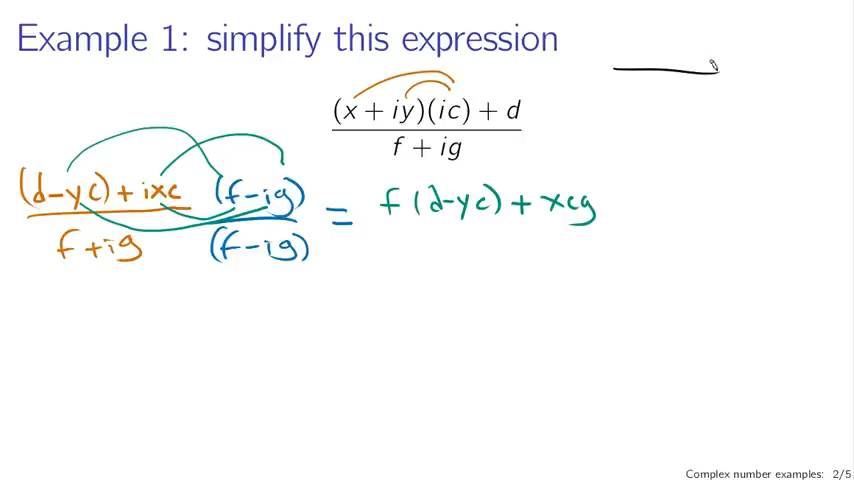 Example 1: simplify this expression
(x + iy)(ic) + d
f + ig
(d-yc) + ixc (f-ig) = f(d-yc) + xcg
f + ig (f-ig)
Complex number examples: 2/5